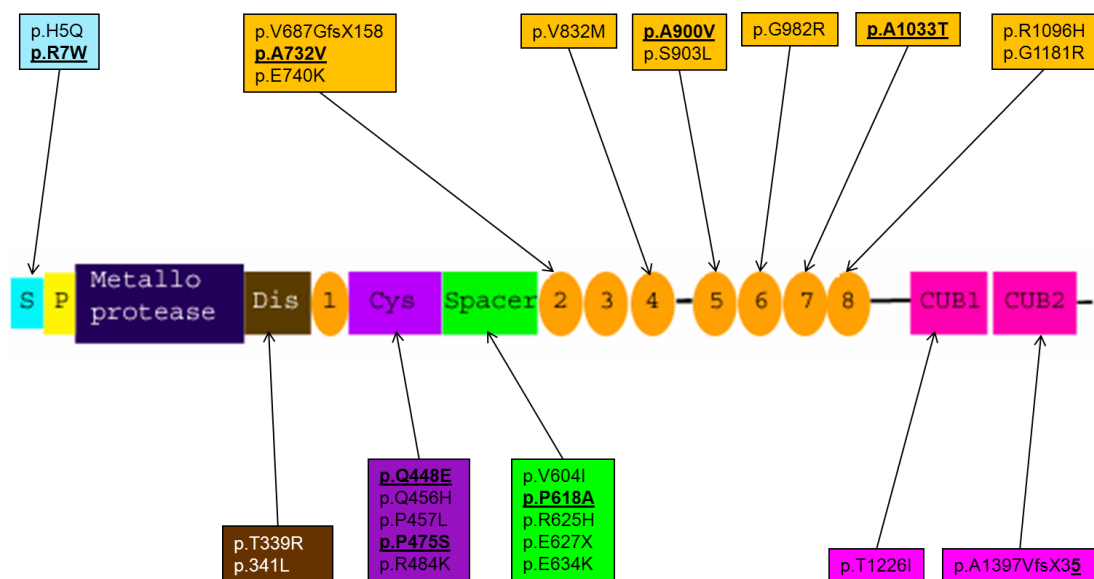 p.H5Q
p.R7W
p.V687GfsX158
p.A732V
p.E740K
p.V832M
p.A900V
p.S903L
p.G982R
p.A1033T
p.R1096H
p.G1181R
S
P
Metallo
protease
Dis
1
Cys
Spacer
2
3
4
5
6
7
8
CUB1
CUB2
p.T339R
p.341L
p.Q448E
p.Q456H
p.P457L
p.P475S
p.R484K
p.V604I
p.P618A
p.R625H
p.E627X
p.E634K
p.T1226I
p.A1397VfsX35